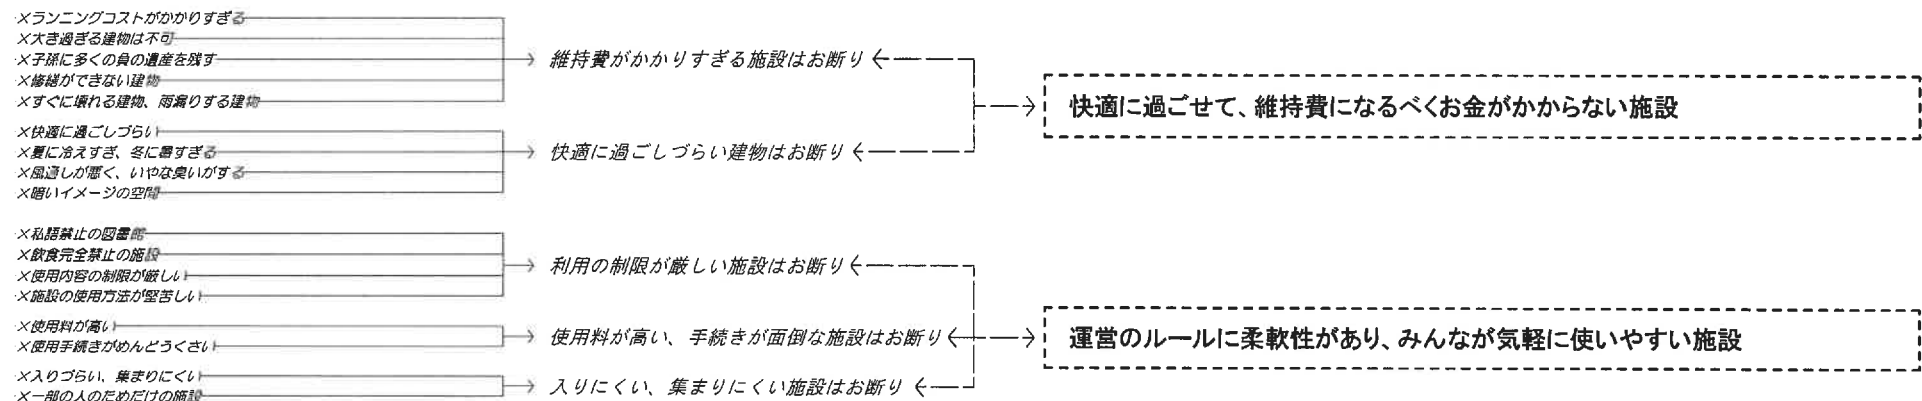 ×ランニングコストがかかりすぎる
×大き過ぎる建物は不可
×子孫に多くの負の遺産を残す
×修繕ができない建物
×すぐに壊れる建物、雨漏りする建物
維持費がかかりすぎる施設はお断り
×快適に過ごしづらい
×夏に冷えすぎ、冬に暑すぎる
×風通しが悪く、いやな臭いがする
×暗いイメージの空間
快適に過ごしづらい建物はお断り
快適に過ごせて、維持費になるべくお金がかからない施設
×私語禁止の図書館
×飲食完全禁止の施設
×使用内容の制限が厳しい
×施設の使用方法が堅苦しい
利用の制限が厳しい施設はお断り
×使用料が高い
×使用手続きがめんどうくさい
使用料が高い、手続きが面倒な施設はお断り
×入りづらい、集まりにくい
×一部の人のためだけの施設
入りにくい、集まりにくい施設はお断り
運営のルールに柔軟性があり、みんなが気軽に使いやすい施設